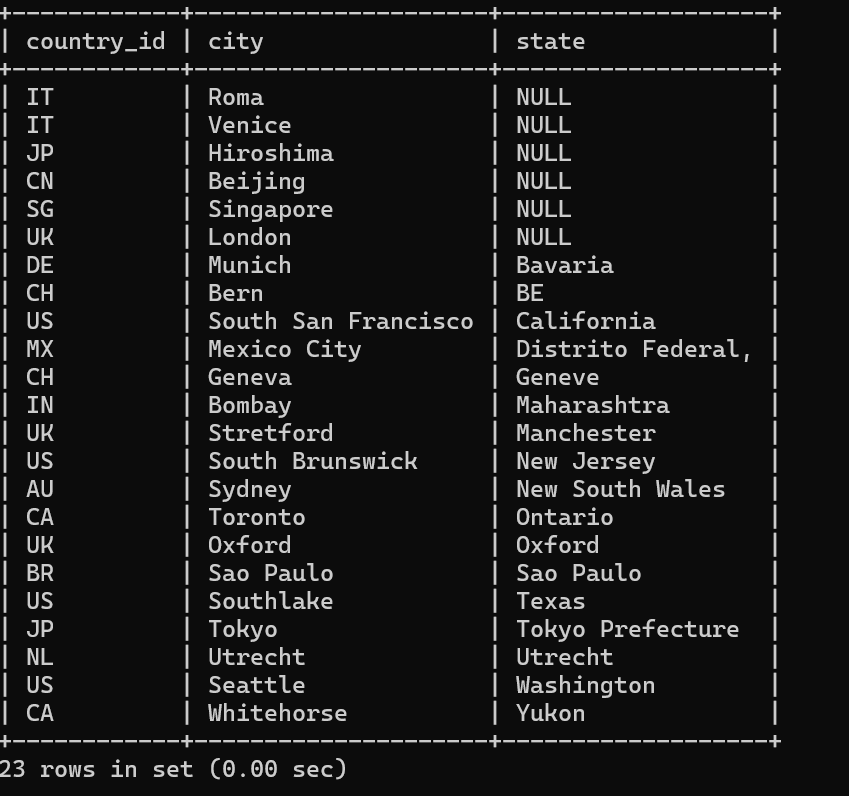 +------------+---------------------+-------------------+
| country_id | city                | state             |
+------------+---------------------+-------------------+
| IT         | Roma                | NULL              |
| IT         | Venice              | NULL              |
| JP         | Hiroshima           | NULL              |
| CN         | Beijing             | NULL              |
| SG         | Singapore           | NULL              |
| UK         | London              | NULL              |
| DE         | Munich              | Bavaria           |
| CH         | Bern                | BE                |
| US         | South San Francisco | California        |
| MX         | Mexico City         | Distrito Federal, |
| CH         | Geneva              | Geneve            |
| IN         | Bombay              | Maharashtra       |
| UK         | Stretford           | Manchester        |
| US         | South Brunswick     | New Jersey        |
| AU         | Sydney              | New South Wales   |
| CA         | Toronto             | Ontario           |
| UK         | Oxford              | Oxford            |
| BR         | Sao Paulo           | Sao Paulo         |
| US         | Southlake           | Texas             |
| JP         | Tokyo               | Tokyo Prefecture  |
| NL         | Utrecht             | Utrecht           |
| US         | Seattle             | Washington        |
| CA         | Whitehorse          | Yukon             |
+------------+---------------------+-------------------+
23 rows in set (0.00 sec)